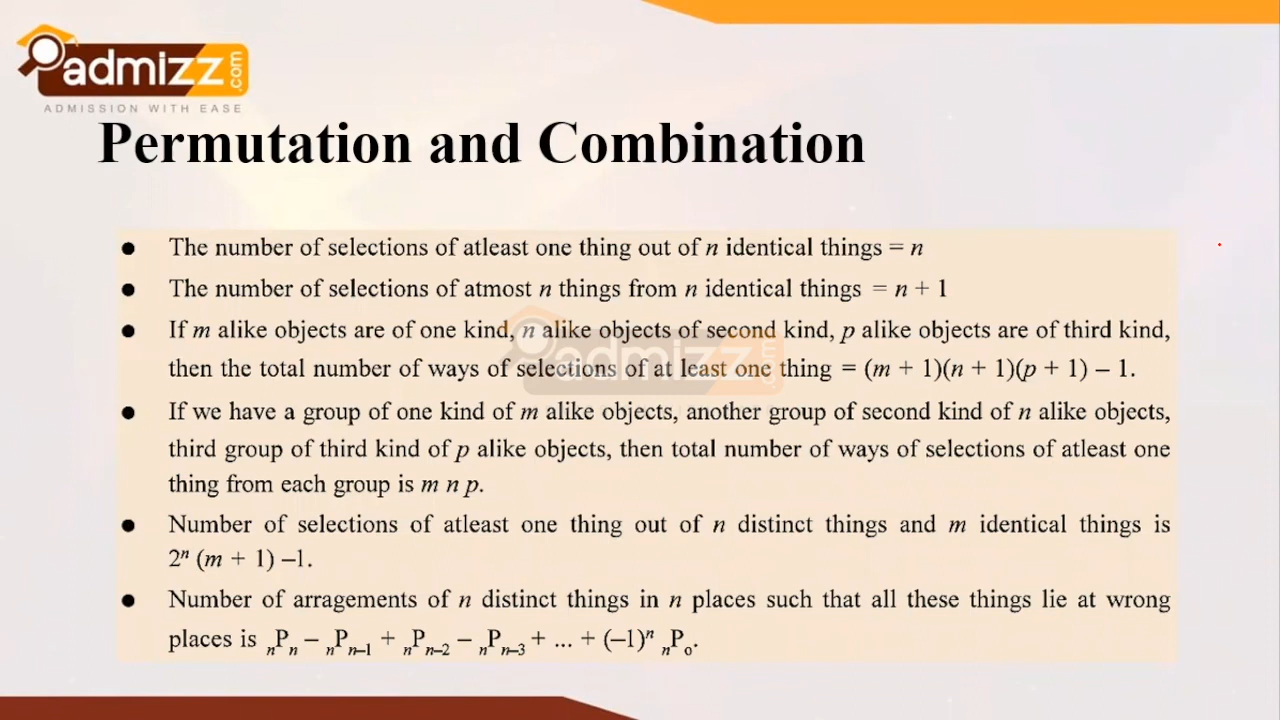 admizz.com
ADMISSION WITH EASE
Permutation and Combination
● The number of selections of atleast one thing out of n identical things = n
● The number of selections of atmost n things from n identical things = n + 1
● If m alike objects are of one kind, n alike objects of second kind, p alike objects are of third kind,
then the total number of ways of selections of at least one thing = (m + 1)(n + 1)(p + 1) – 1.
● If we have a group of one kind of m alike objects, another group of second kind of n alike objects,
third group of third kind of p alike objects, then total number of ways of selections of atleast one
thing from each group is m n p.
● Number of selections of atleast one thing out of n distinct things and m identical things is
2ⁿ (m + 1) –1.
● Number of arragements of n distinct things in n places such that all these things lie at wrong
places is ₙPₙ – ₙPₙ₋₁ + ₙPₙ₋₂ – ₙPₙ₋₃ + ... + (–1)ⁿ ₙP₀.
admizz.com